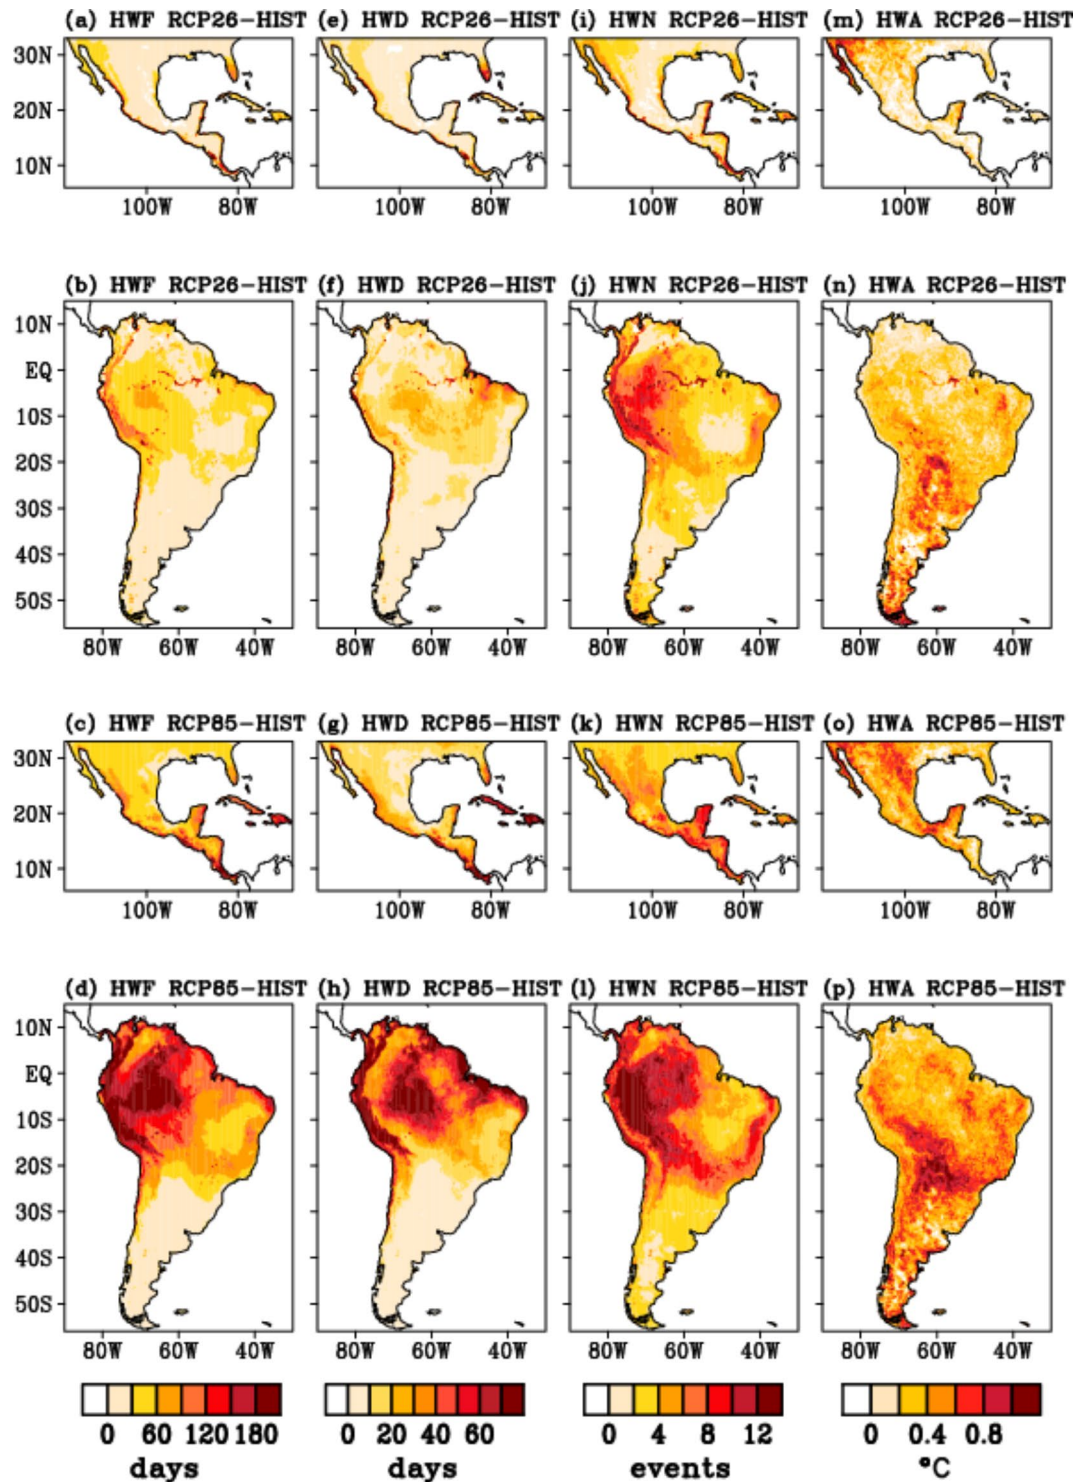 (a) HWF RCP26-HIST (e) HWD RCP26-HIST (i) HWN RCP26-HIST (m) HWA RCP26-HIST
30N
20N
10N
100W 80W 100W 80W 100W 80W 100W 80W
(b) HWF RCP26-HIST (f) HWD RCP26-HIST (j) HWN RCP26-HIST (n) HWA RCP26-HIST
10N
EQ
10S
20S
30S
40S
50S
80W 60W 40W 80W 60W 40W 80W 60W 40W 80W 60W 40W
(c) HWF RCP85-HIST (g) HWD RCP85-HIST (k) HWN RCP85-HIST (o) HWA RCP85-HIST
30N
20N
10N
100W 80W 100W 80W 100W 80W 100W 80W
(d) HWF RCP85-HIST (h) HWD RCP85-HIST (l) HWN RCP85-HIST (p) HWA RCP85-HIST
10N
EQ
10S
20S
30S
40S
50S
80W 60W 40W 80W 60W 40W 80W 60W 40W 80W 60W 40W
0 60 120 180 0 20 40 60 0 4 8 12 0 0.4 0.8
days days events °C